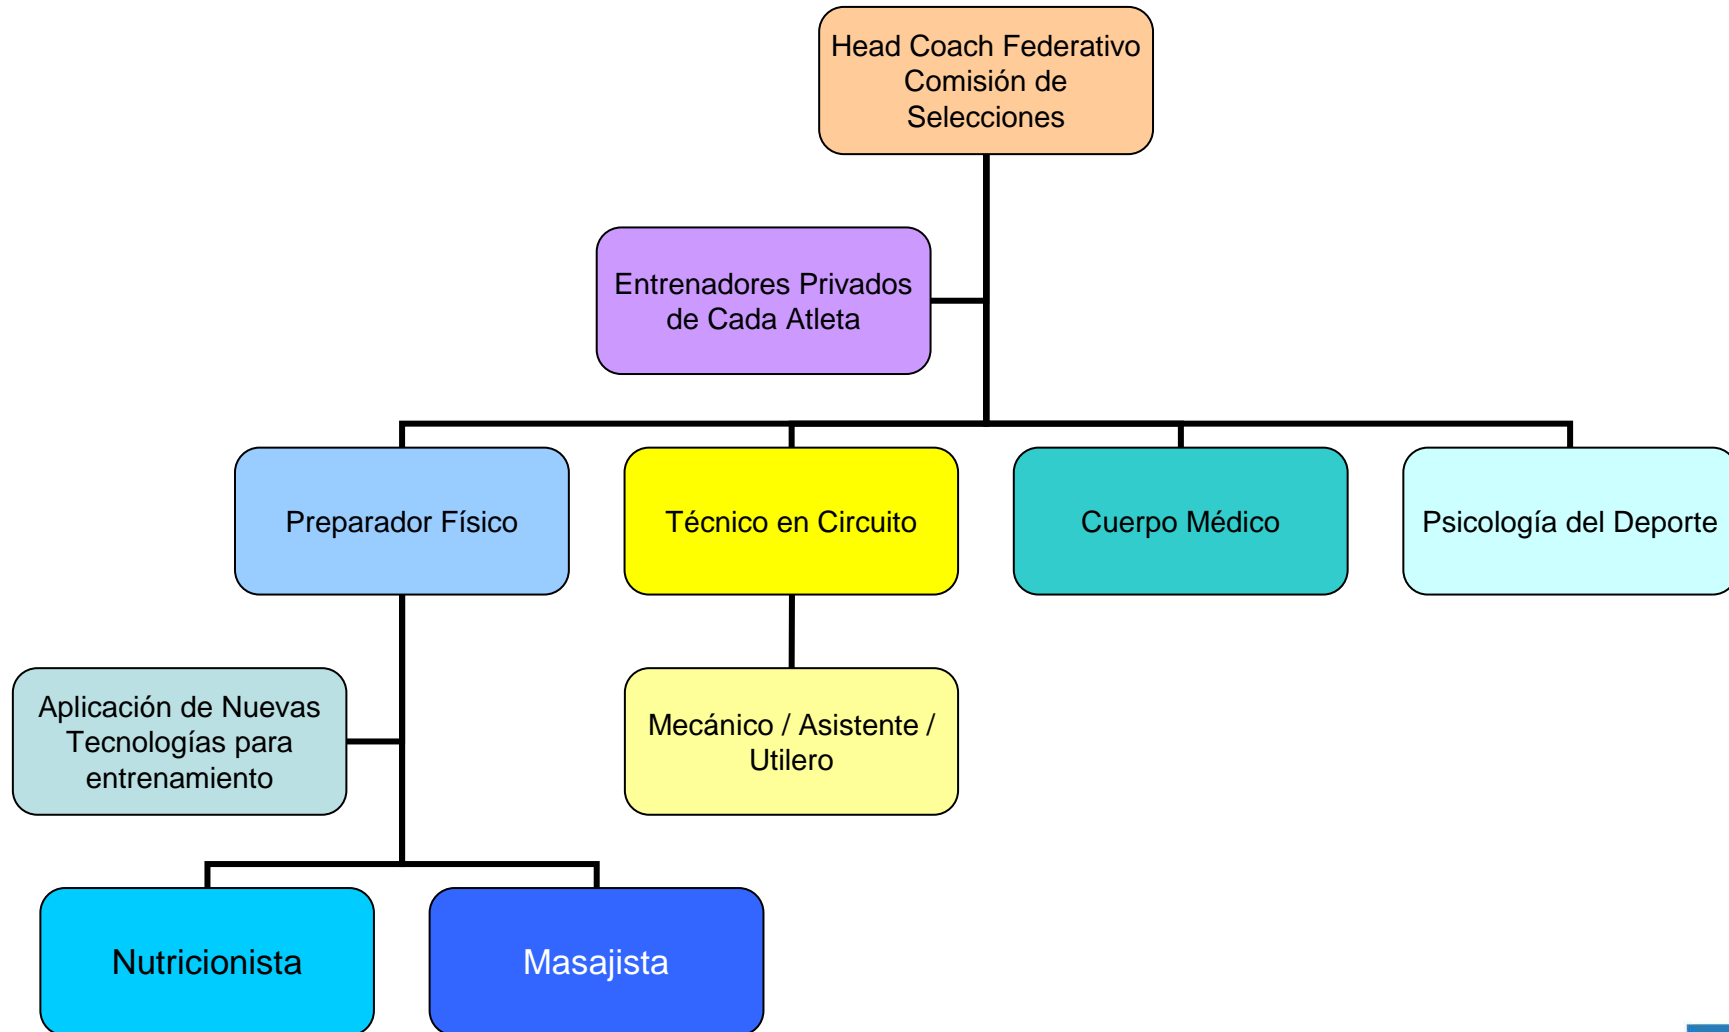 Head Coach Federativo
Comisión de
Selecciones
Entrenadores Privados
de Cada Atleta
Preparador Físico
Técnico en Circuito
Cuerpo Médico
Psicología del Deporte
Aplicación de Nuevas
Tecnologías para
entrenamiento
Mecánico / Asistente /
Utilero
Nutricionista
Masajista